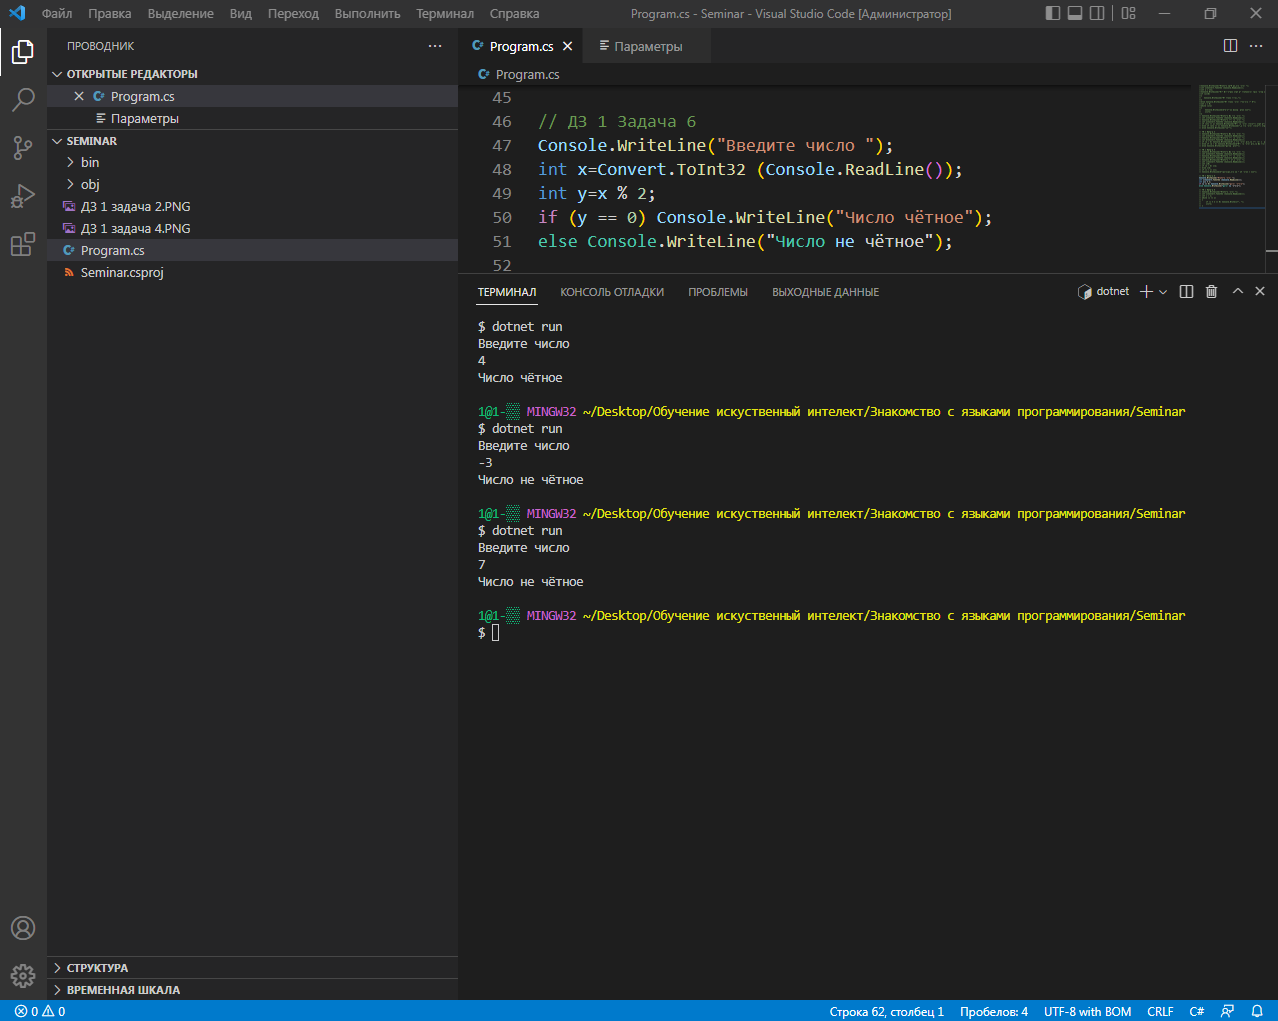 Файл Правка Выделение Вид Переход Выполнить Терминал Справка
Program.cs - Seminar - Visual Studio Code [Администратор]
ПРОВОДНИК
ОТКРЫТЫЕ РЕДАКТОРЫ
Program.cs
Параметры
SEMINAR
bin
obj
ДЗ 1 задача 2.PNG
ДЗ 1 задача 4.PNG
Program.cs
Seminar.csproj
СТРУКТУРА
ВРЕМЕННАЯ ШКАЛА
Program.cs Параметры
Program.cs
45
46 // ДЗ 1 Задача 6
47 Console.WriteLine("Введите число ");
48 int x=Convert.ToInt32 (Console.ReadLine());
49 int y=x % 2;
50 if (y == 0) Console.WriteLine("Число чётное");
51 else Console.WriteLine("Число не чётное");
52
ТЕРМИНАЛ КОНСОЛЬ ОТЛАДКИ ПРОБЛЕМЫ ВЫХОДНЫЕ ДАННЫЕ dotnet
$ dotnet run
Введите число
4
Число чётное
1@1-▒▒ MINGW32 ~/Desktop/Обучение искуственный интелект/Знакомство с языками программирования/Seminar
$ dotnet run
Введите число
-3
Число не чётное
1@1-▒▒ MINGW32 ~/Desktop/Обучение искуственный интелект/Знакомство с языками программирования/Seminar
$ dotnet run
Введите число
7
Число не чётное
1@1-▒▒ MINGW32 ~/Desktop/Обучение искуственный интелект/Знакомство с языками программирования/Seminar
$
0 0 Строка 62, столбец 1 Пробелов: 4 UTF-8 with BOM CRLF C#